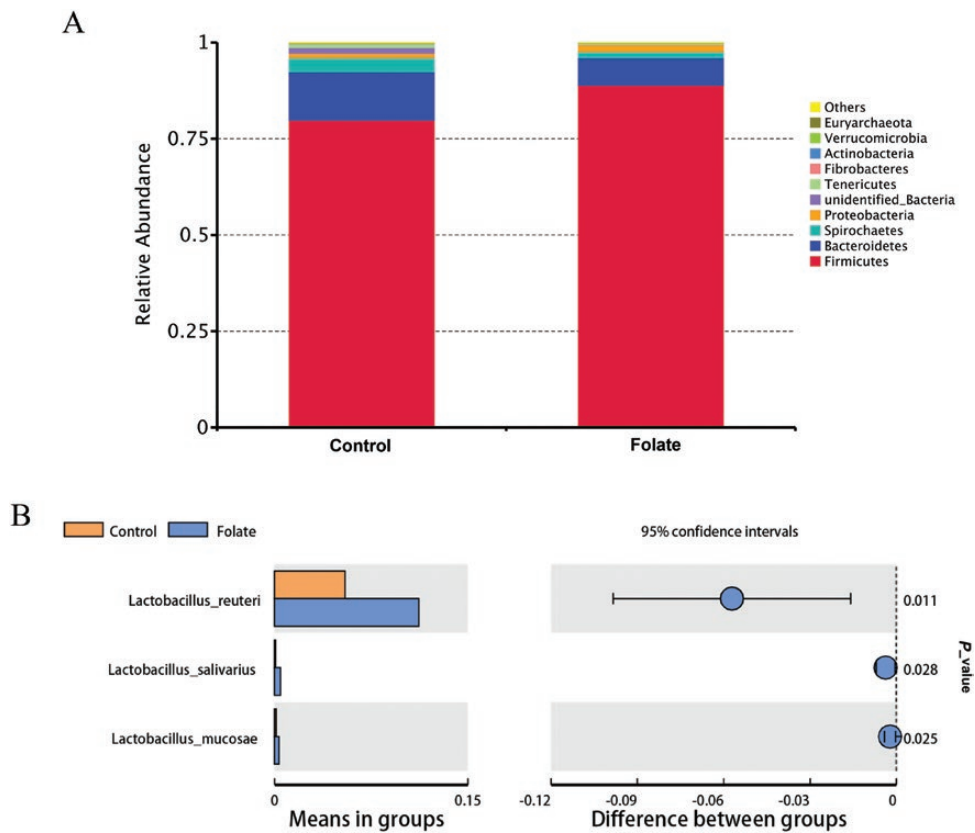 A
1
0.75
0.5
0.25
0
Relative Abundance
Control
Folate
Others
Euryarchaeota
Verrucomicrobia
Actinobacteria
Fibrobacteres
Tenericutes
unidentified_Bacteria
Proteobacteria
Spirochaetes
Bacteroidetes
Firmicutes
B
Control
Folate
95% confidence intervals
Lactobacillus_reuteri
0.011
Lactobacillus_salivarius
0.028
Lactobacillus_mucosae
0.025
P_value
0
0.15
-0.12
-0.09
-0.06
-0.03
0
Means in groups
Difference between groups